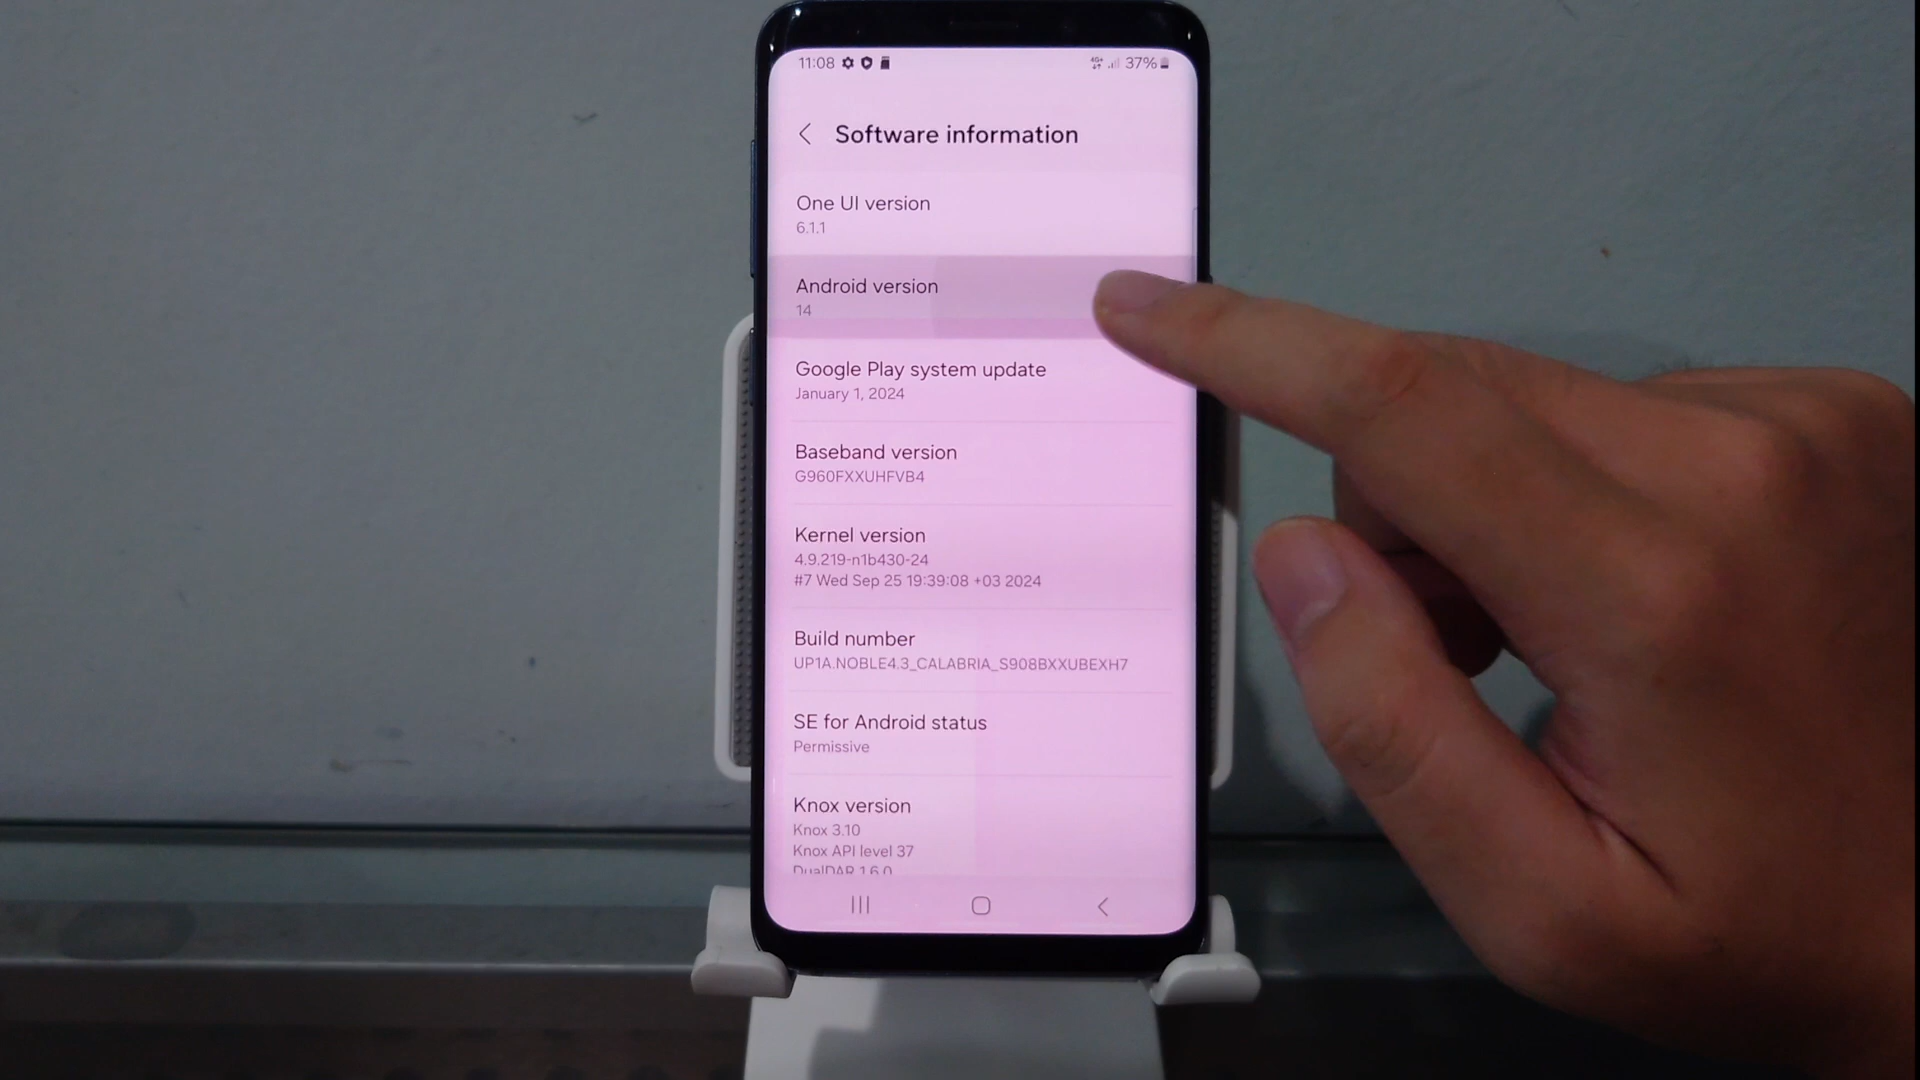 11:08
4G+ 37%
Software information
One UI version
6.1.1
Android version
14
Google Play system update
January 1, 2024
Baseband version
G960FXXUHFVB4
Kernel version
4.9.219-n1b430-24
#7 Wed Sep 25 19:39:08 +03 2024
Build number
UP1A.NOBLE4.3_CALABRIA_S908BXXUBEXH7
SE for Android status
Permissive
Knox version
Knox 3.10
Knox API level 37
DualDAR 1.6.0